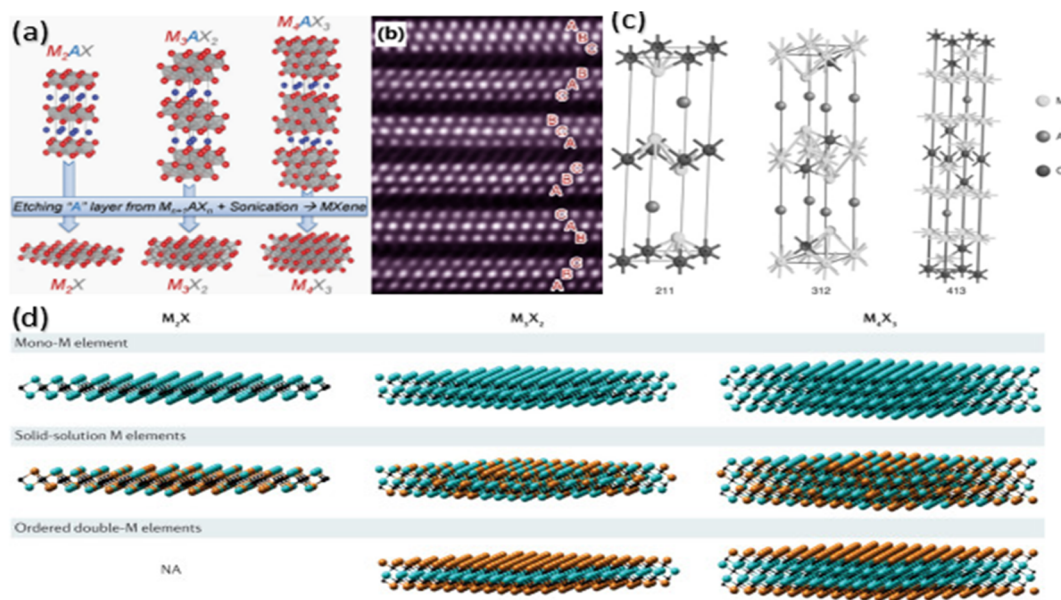 (a)
M₂AX
M₃AX₂
M₄AX₃
Etching "A" layer from Mₙ₊₁AXₙ + Sonication → MXene
M₂X
M₃X₂
M₄X₃
(b)
A
B
C
B
A
C
B
C
A
C
B
A
C
A
B
C
B
A
(c)
M
A
211
312
413
(d)
M₂X M₃X₂ M₄X₃
Mono-M element
Solid-solution M elements
Ordered double-M elements
NA